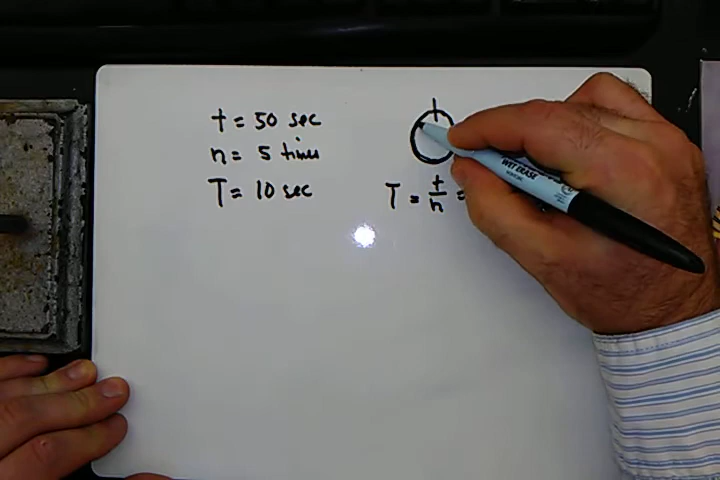 t = 50 sec
n = 5 times
T = 10 sec
T = t/n =
WET ERASE